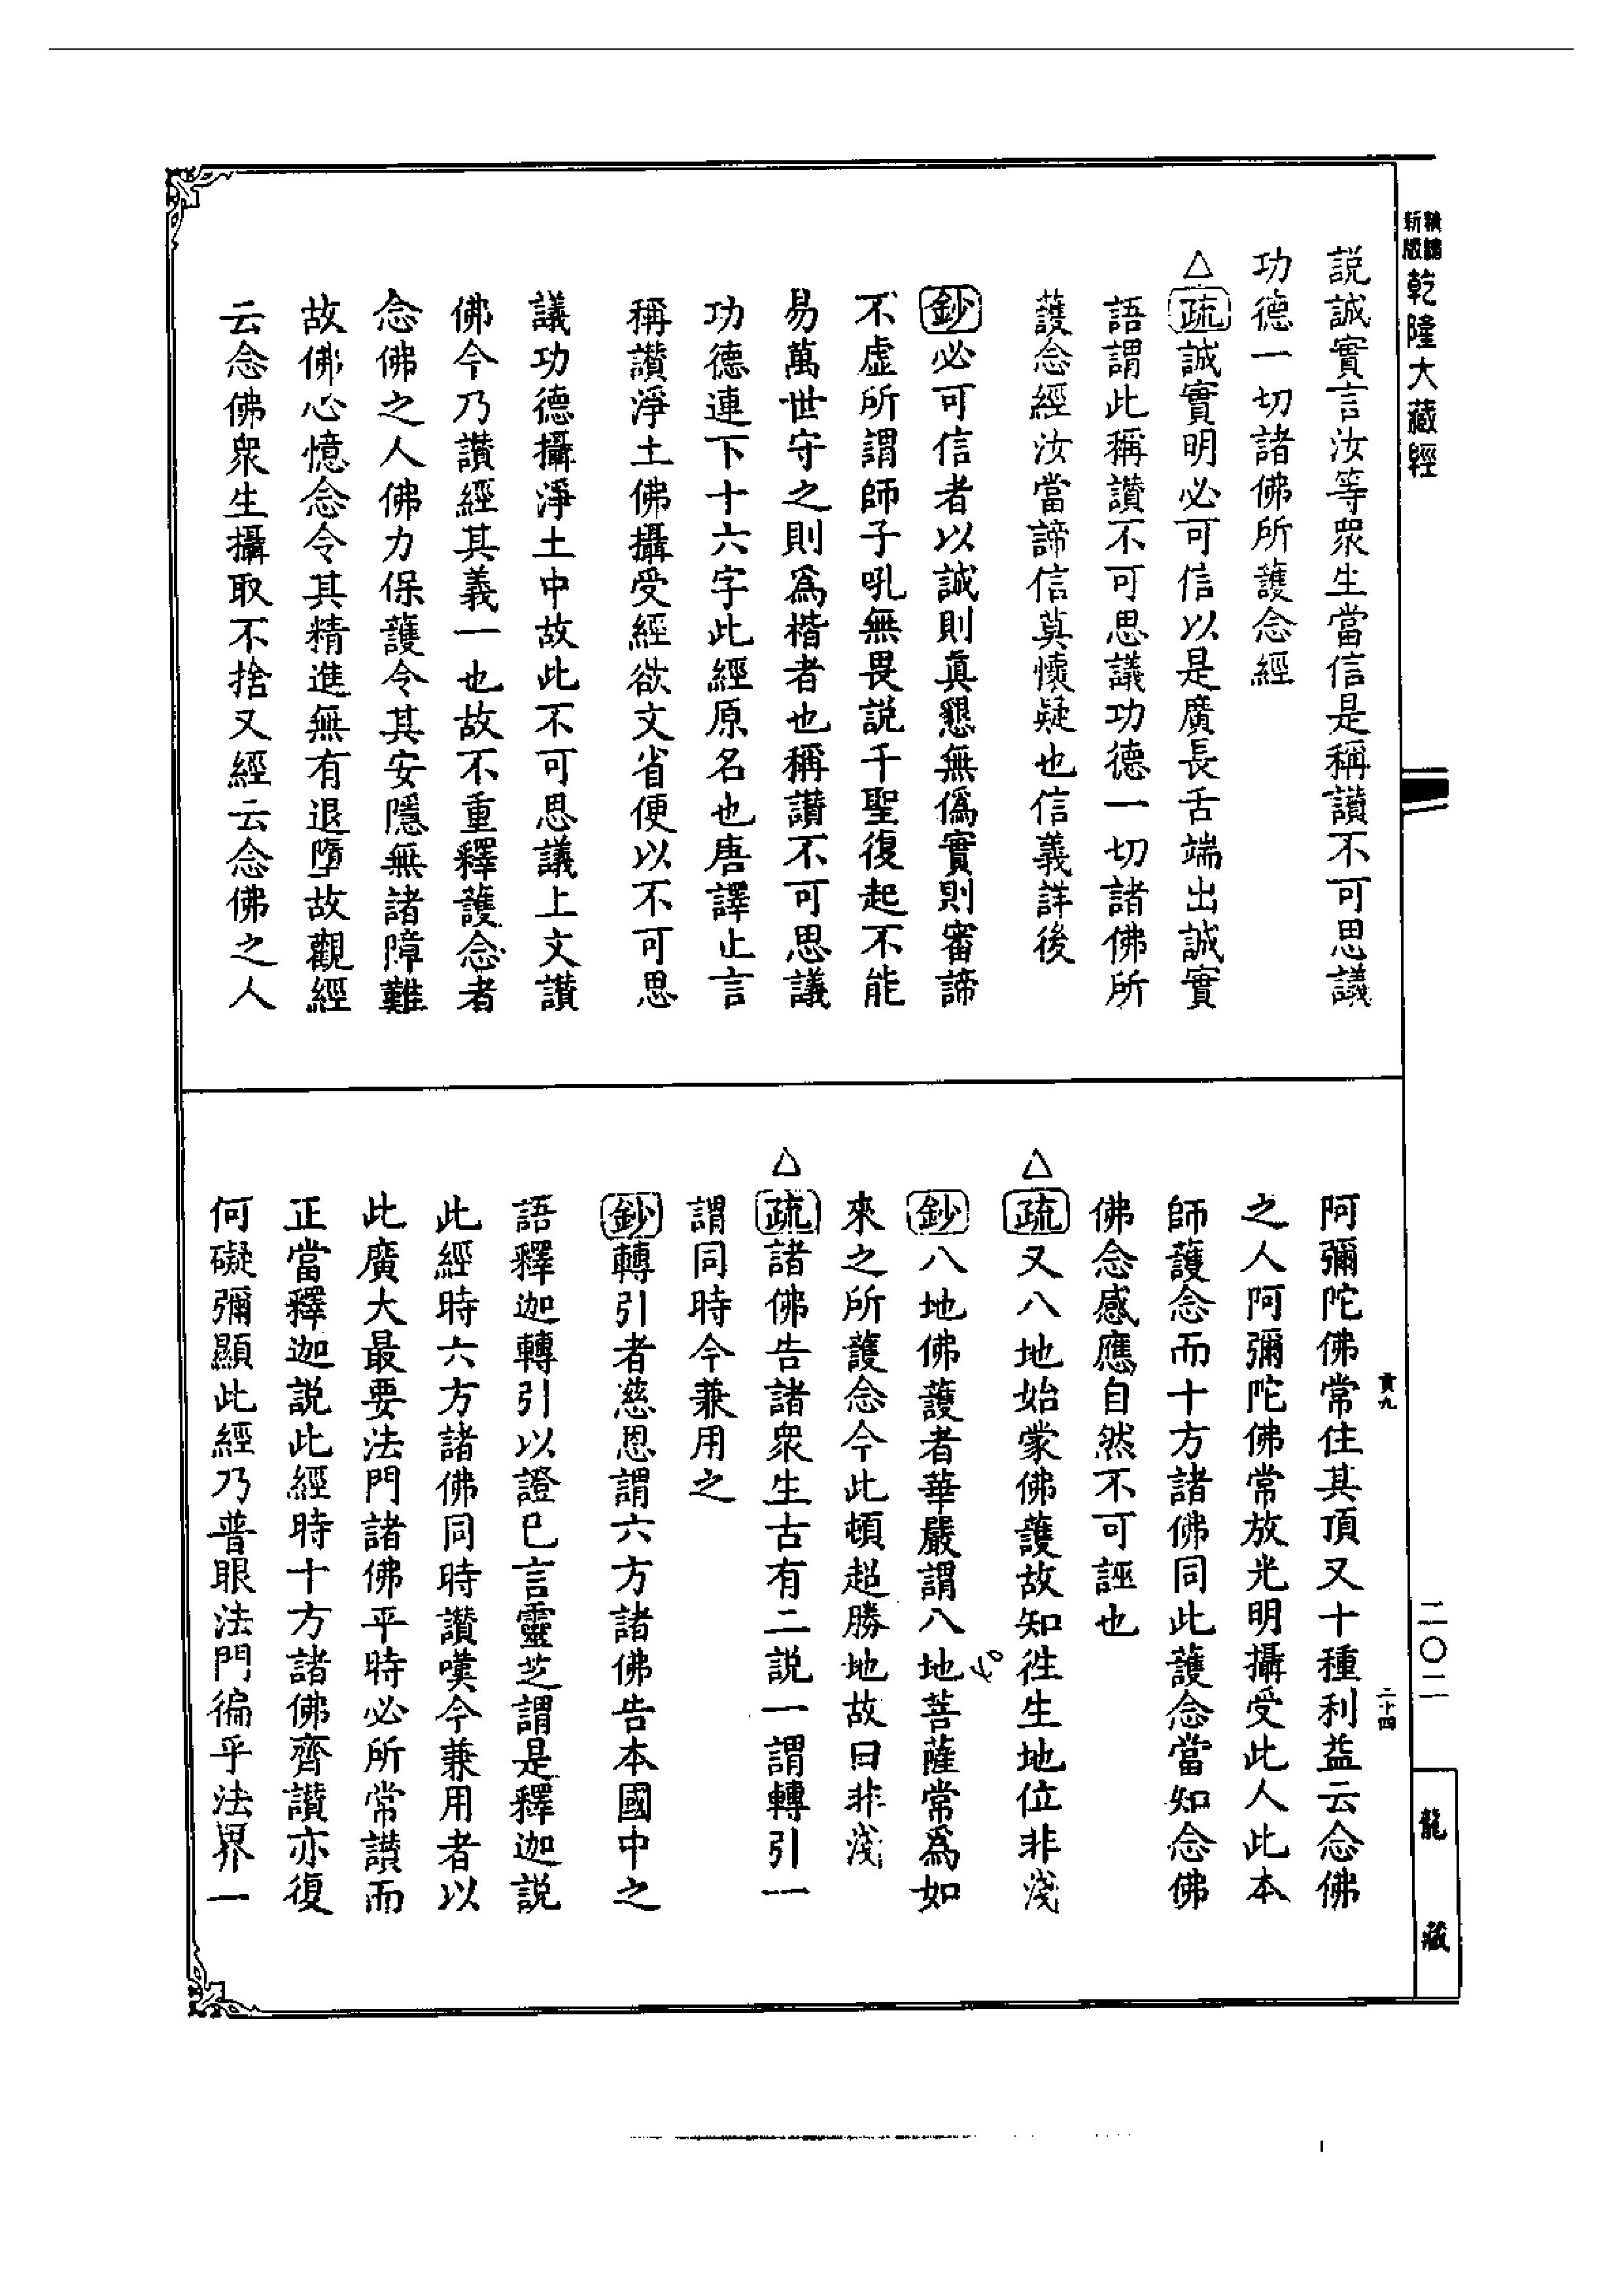 新版
乾隆大藏經
説誠實言汝等衆生當信是稱讚不可思議
功德一切諸佛所護念經
△疏誠實明必可信以是廣長舌端出誠實
語謂此稱讚不可思議功德一切諸佛所
護念經汝當諦信莫懷疑也信義詳後
鈔必可信者以誠則眞懇無僞實則審諦
不虛所謂師子吼無畏説千聖復起不能
易萬世守之則爲楷者也稱讚不可思議
功德連下十六字此經原名也唐譯止言
稱讚淨土佛攝受經欲文省便以不可思
議功德攝淨土中故此不可思議上文讚
佛今乃讚經其義一也故不重釋護念者
念佛之人佛力保護令其安隱無諸障難
故佛心憶念令其精進無有退墮故觀經
云念佛衆生攝取不捨又經云念佛之人
阿彌陀佛常住其頂又十種利益云念佛
之人阿彌陀佛常放光明攝受此人此本
師護念而十方諸佛同此護念當知念佛
佛念感應自然不可誣也
△疏又八地始蒙佛護故知徃生地位非淺
鈔八地佛護者華嚴謂八地菩薩常爲如
來之所護念今此頓超勝地故曰非淺
△疏諸佛告諸衆生古有二説一謂轉引一
謂同時今兼用之
鈔轉引者慈恩謂六方諸佛告本國中之
語釋迦轉引以證已言靈芝謂是釋迦説
此經時六方諸佛同時讚嘆今兼用者以
此廣大最要法門諸佛平時必所常讚而
正當釋迦説此經時十方諸佛齊讚亦復
何礙彌顯此經乃普眼法門徧乎法界一
二十四
二〇二
龍藏